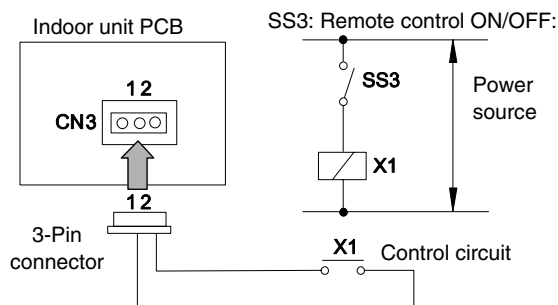 SS3: Remote control ON/OFF:
Indoor unit PCB
1 2
CN3
SS3
Power
source
X1
1 2
3-Pin
connector
X1
Control circuit